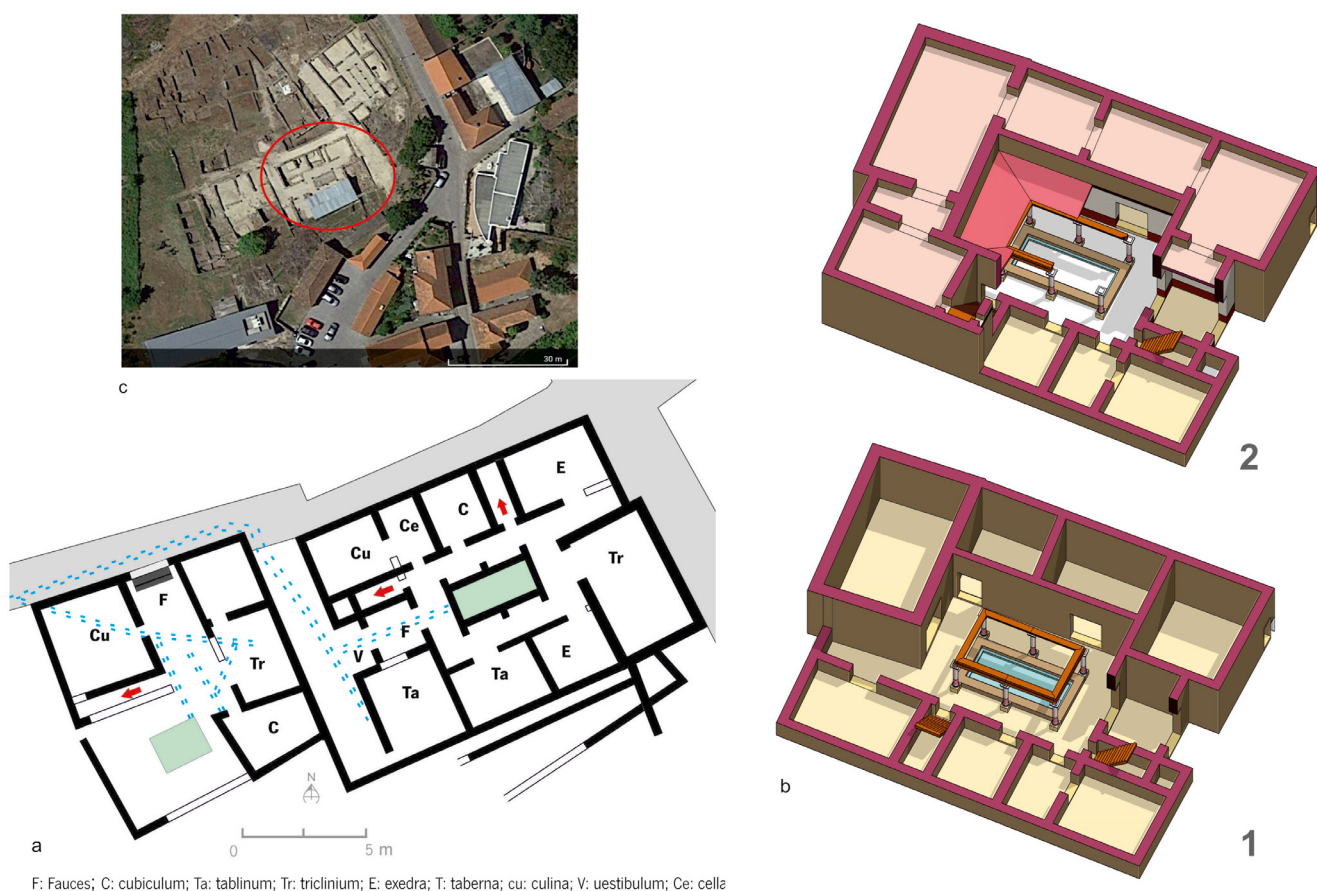 30 m
c
2
E
C
Ce
Cu
Tr
F
F
Cu
V
E
Tr
Ta
Ta
C
N
b
1
a
0 5 m
F: Fauces; C: cubiculum; Ta: tablinum; Tr: triclinium; E: exedra; T: taberna; cu: culina; V: uestibulum; Ce: cella